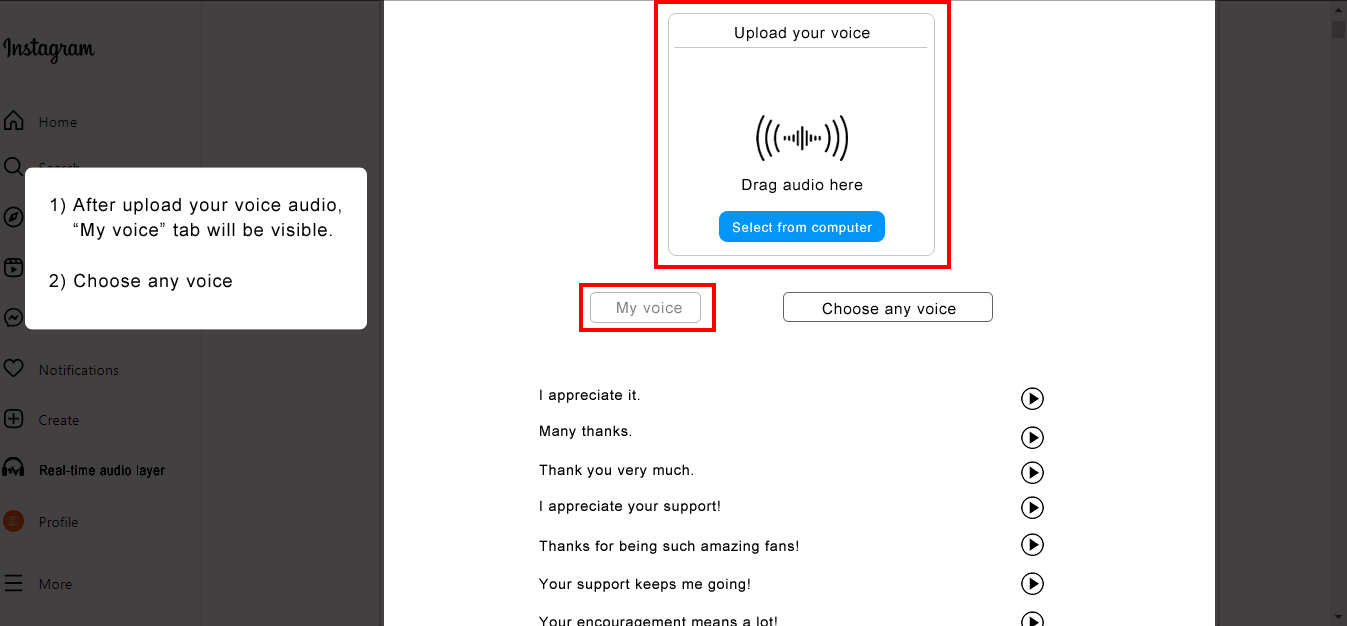 Instagram
Home
Search
1) After upload your voice audio,
“My voice” tab will be visible.
2) Choose any voice
Notifications
Create
Real-time audio layer
Profile
More
Upload your voice
Drag audio here
Select from computer
My voice
Choose any voice
I appreciate it.
Many thanks.
Thank you very much.
I appreciate your support!
Thanks for being such amazing fans!
Your support keeps me going!
Your encouragement means a lot!